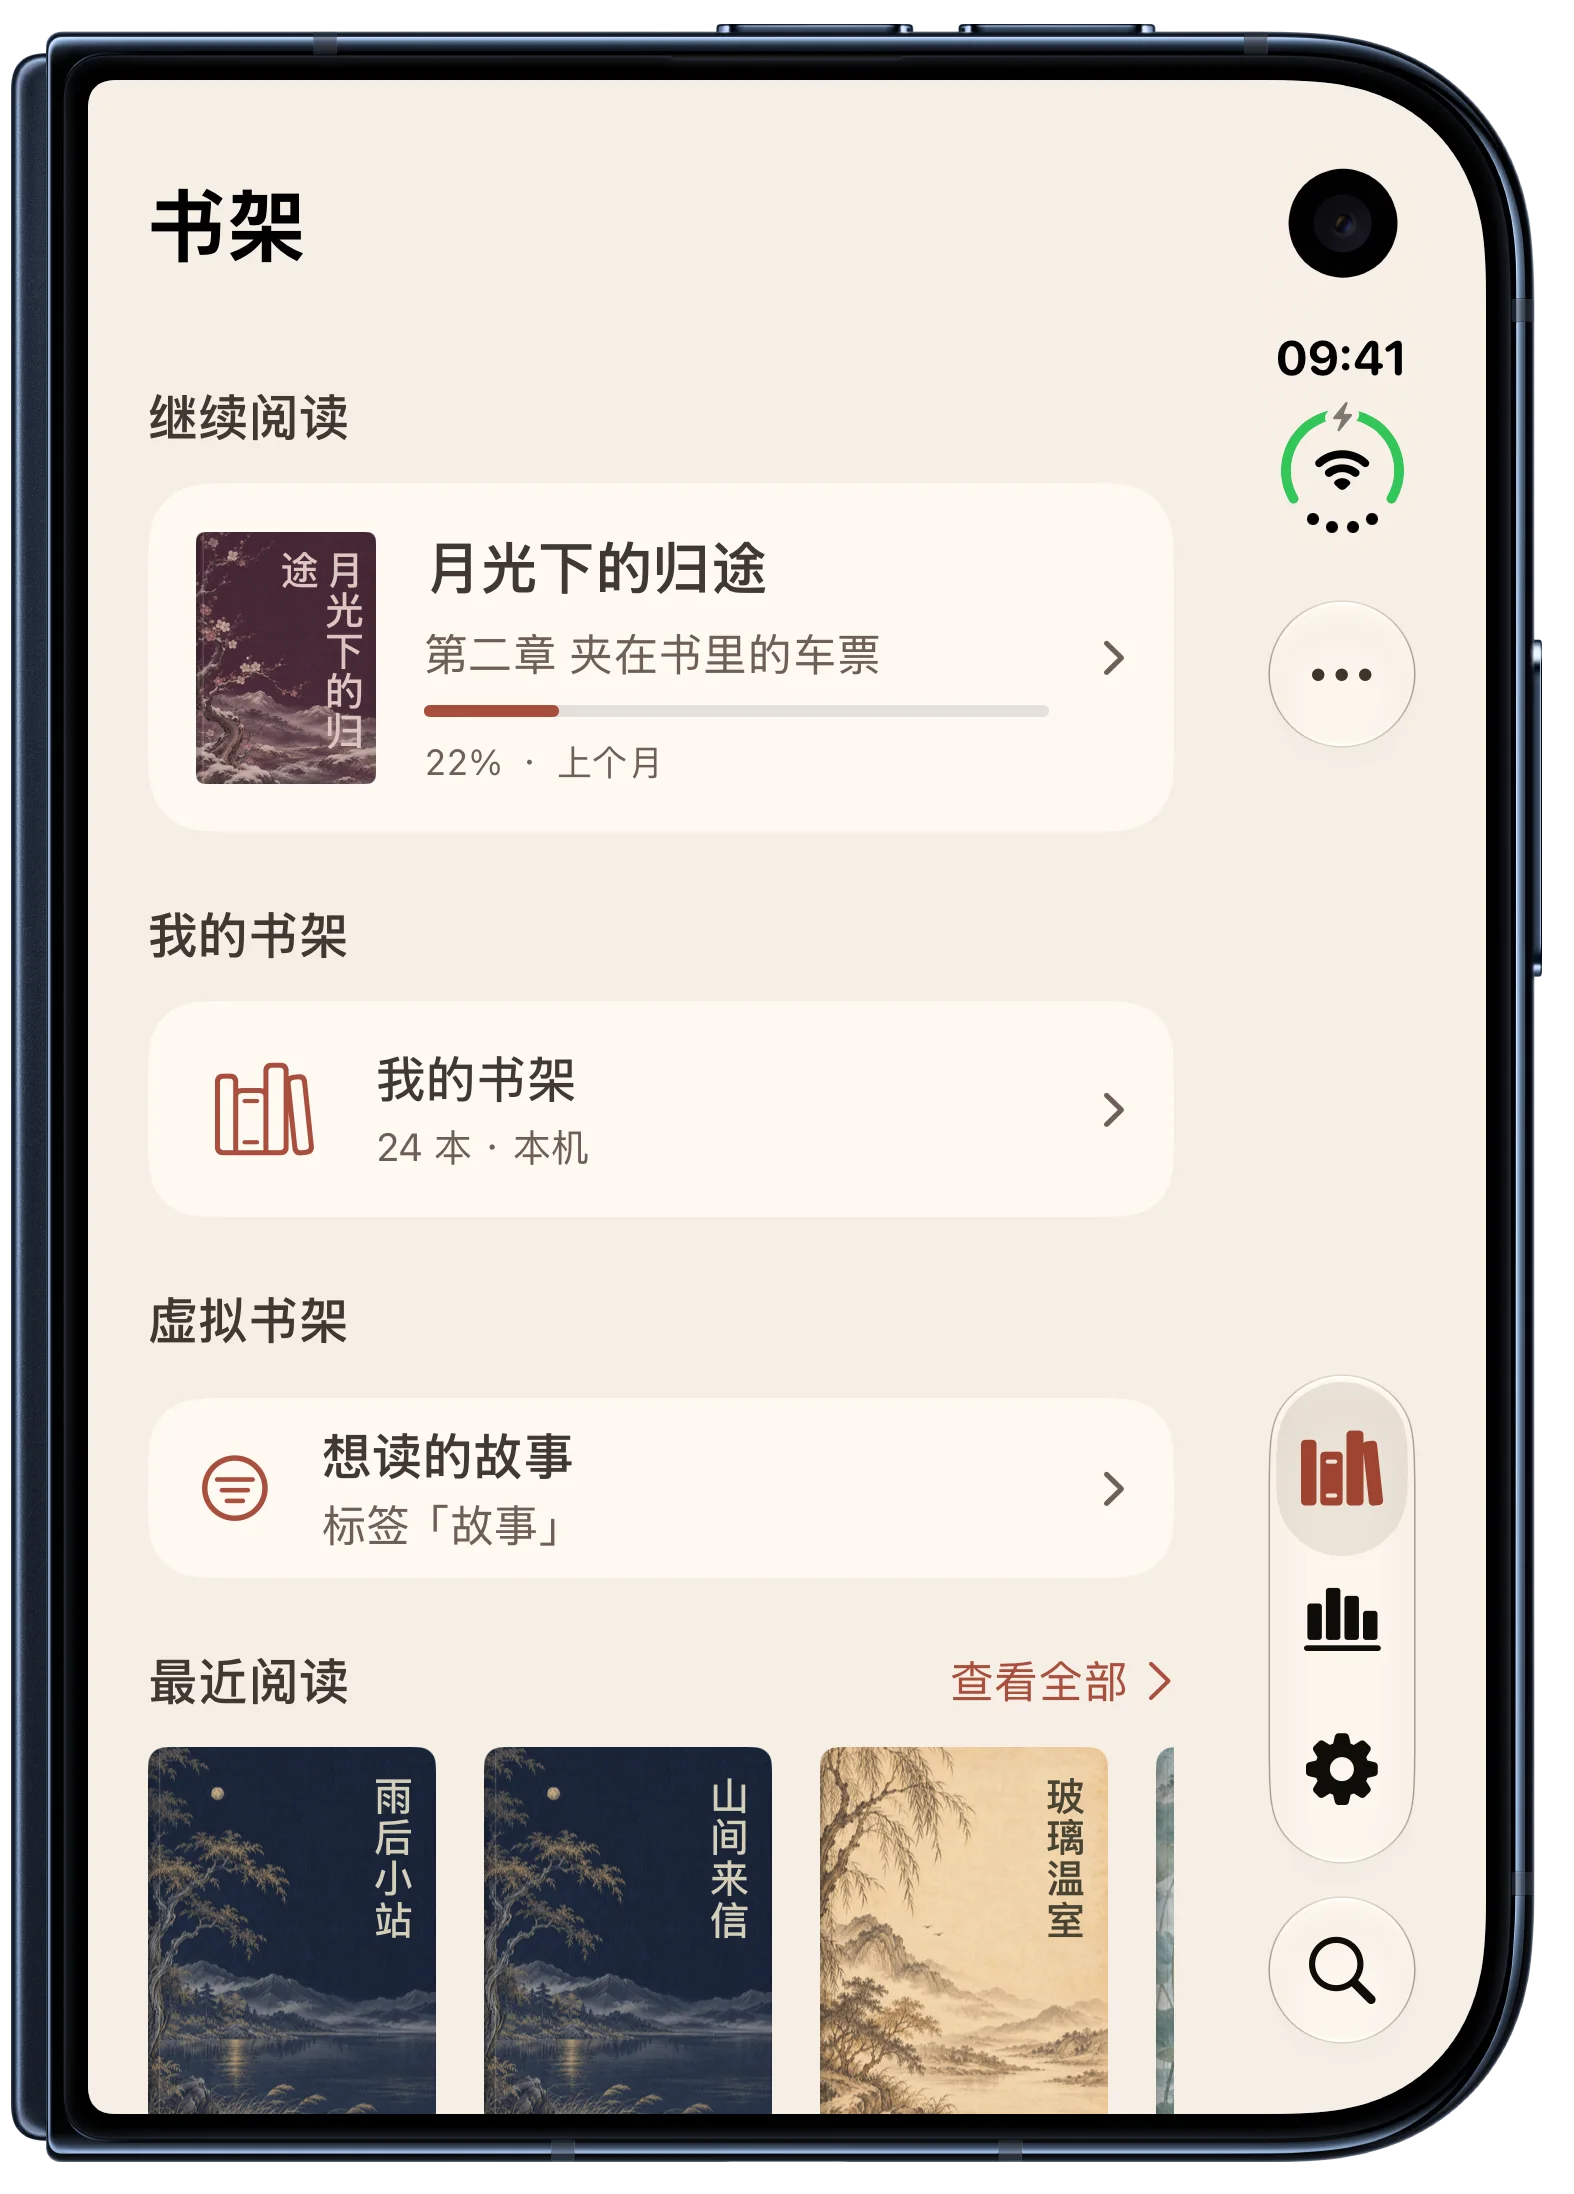 书架
09:41
继续阅读
月光下的归
途
月光下的归途
第二章 夹在书里的车票
22% · 上个月
我的书架
我的书架
24 本 · 本机
虚拟书架
想读的故事
标签「故事」
最近阅读
查看全部
雨后小站
山间来信
玻璃温室